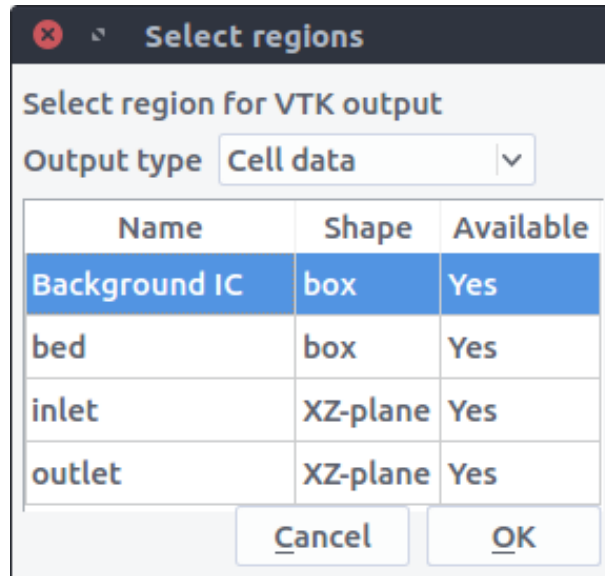 Select regions
Select region for VTK output
Output type Cell data
Name Shape Available
Background IC box Yes
bed box Yes
inlet XZ-plane Yes
outlet XZ-plane Yes
Cancel OK